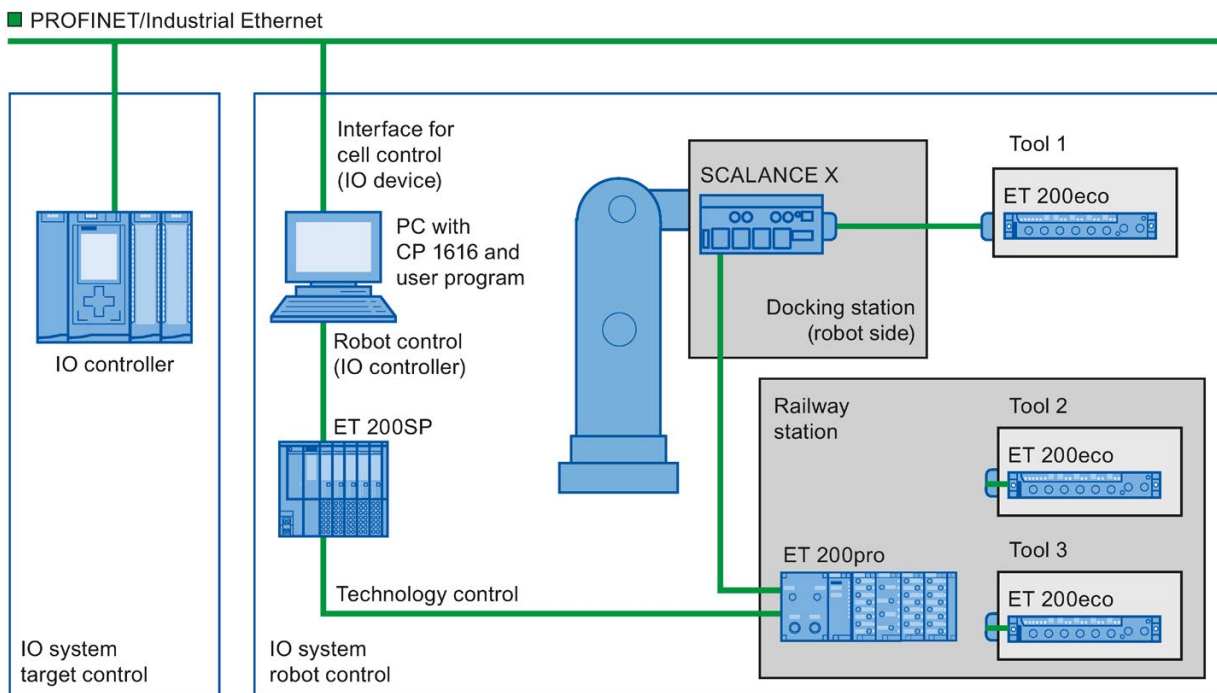 PROFINET/Industrial Ethernet
Interface for
cell control
(IO device)
PC with
CP 1616 and
user program
Robot control
(IO controller)
IO controller
ET 200SP
Technology control
IO system
target control
IO system
robot control
SCALANCE X
Docking station
(robot side)
Tool 1
ET 200eco
Railway
station
Tool 2
ET 200eco
ET 200pro
Tool 3
ET 200eco